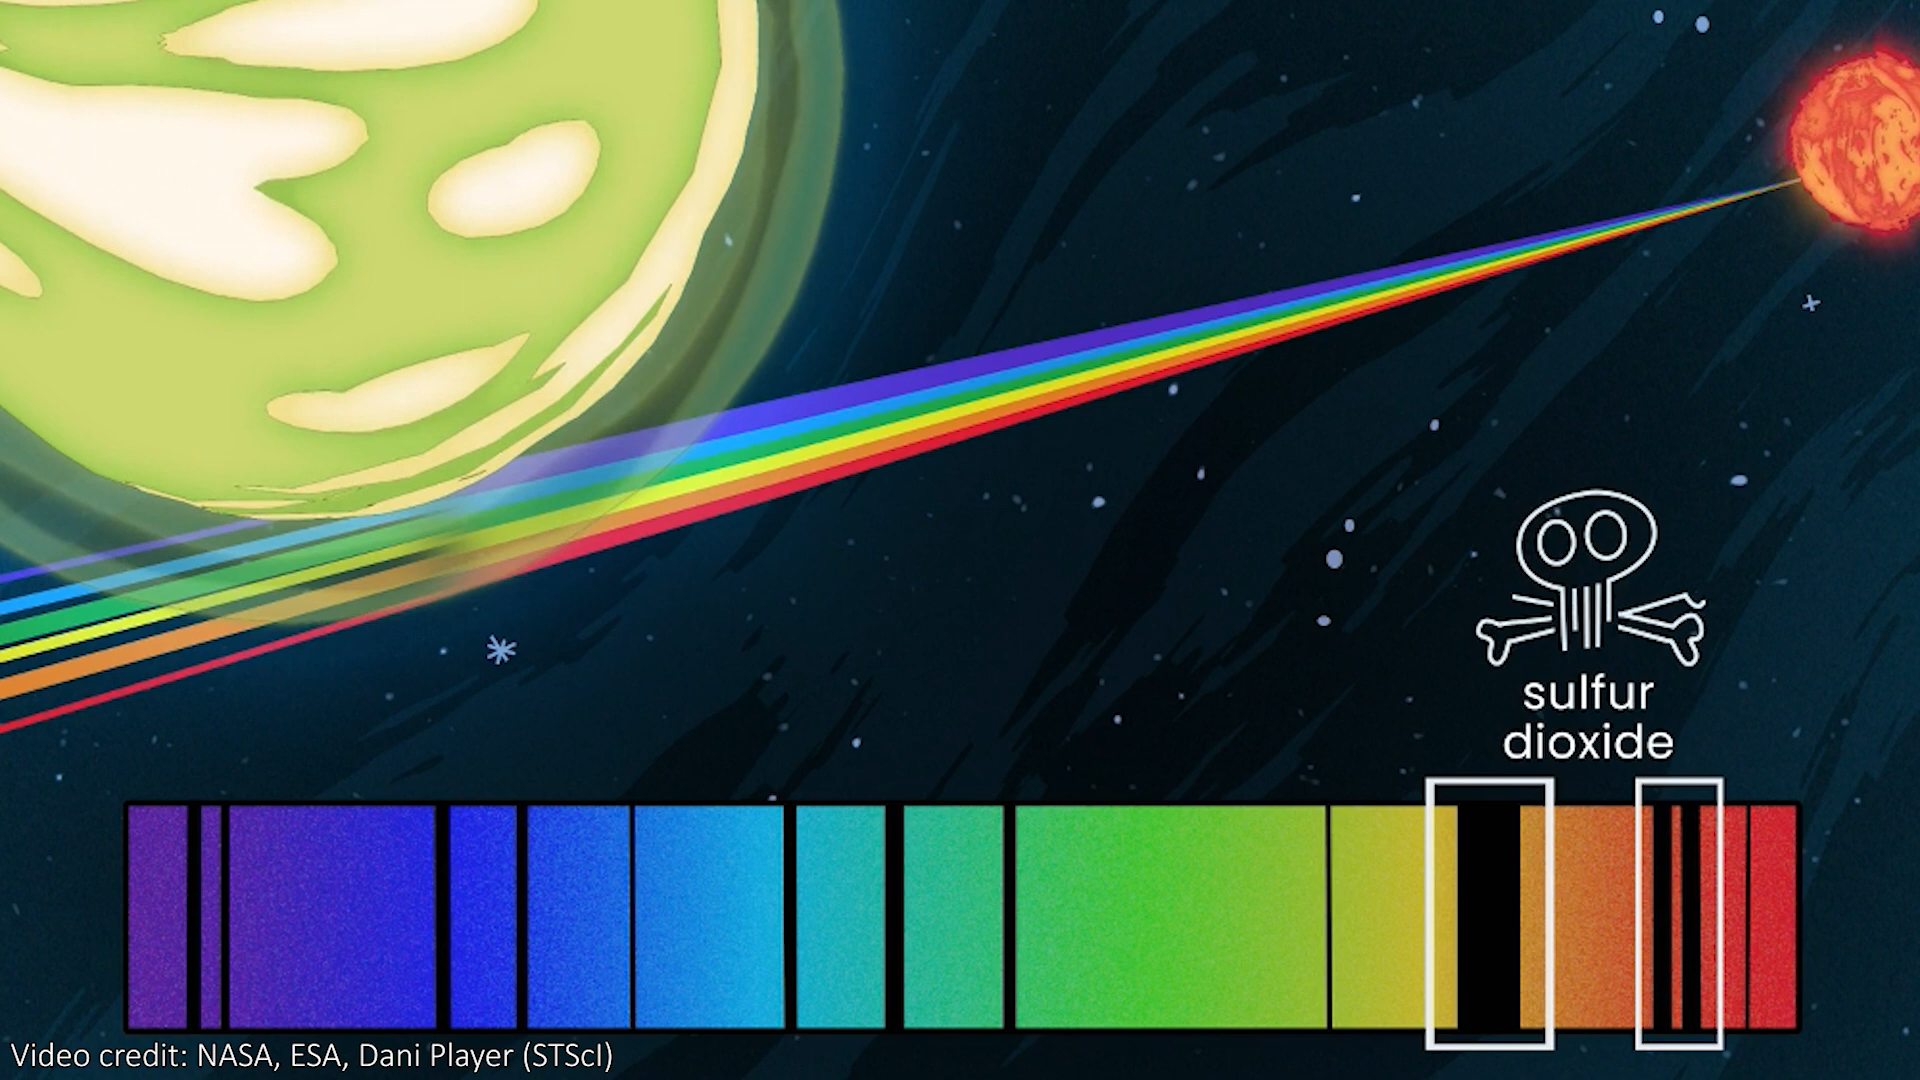 sulfur
dioxide
Video credit: NASA, ESA, Dani Player (STScI)